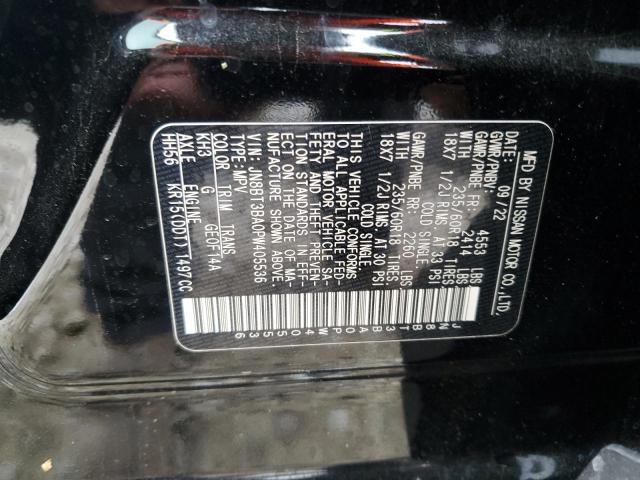 MFD BY NISSAN MOTOR CO.,LTD.
DATE: 09/22
GVWR/PNBV: 4553 LBS
GAWR/PNBE FR: 2414 LBS
WITH 235/60R18 TIRES,
18X7 1/2J RIMS, AT 33 PSI
COLD SINGLE
GAWR/PNBE RR: 2260 LBS
WITH 235/60R18 TIRES,
18X7 1/2J RIMS, AT 30 PSI
COLD SINGLE
THIS VEHICLE CONFORMS
TO ALL APPLICABLE FED-
ERAL MOTOR VEHICLE SA-
FETY AND THEFT PREVEN-
TION STANDARDS IN EFF-
ECT ON THE DATE OF MA-
NUFACTURE SHOWN ABOVE.
VIN: JN8BT3BA0PW405536
TYPE: MPV
COLOR TRIM TRANS
KH3 G GE0F14A
AXLE ENGINE
HH56 KR15(DDT) 1497CC
JN8BT3BA0PW405536